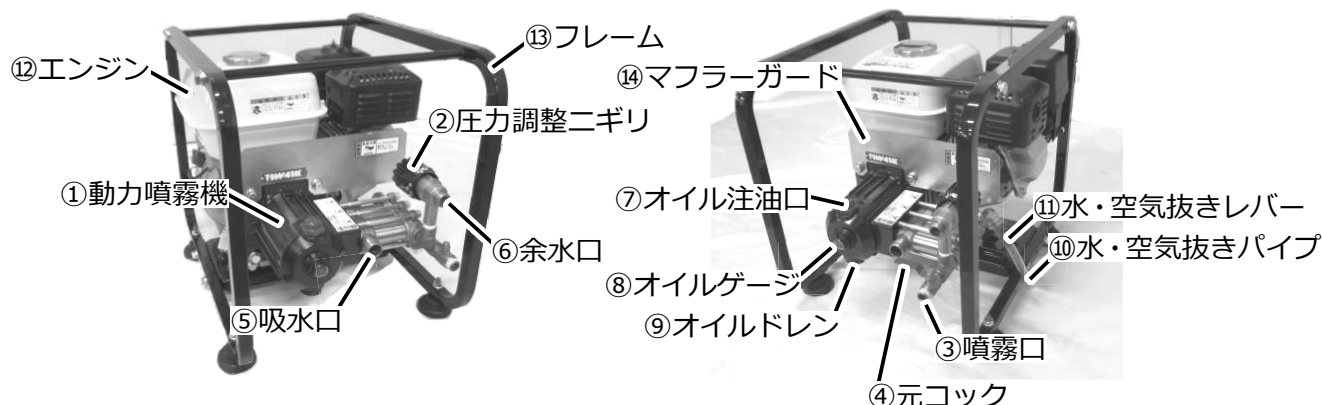 ⑫エンジン
⑬フレーム
②圧力調整ニギリ
①動力噴霧機
⑥余水口
⑤吸水口
⑭マフラーガード
⑦オイル注油口
⑪水・空気抜きレバー
⑩水・空気抜きパイプ
⑧オイルゲージ
⑨オイルドレン
③噴霧口
④元コック